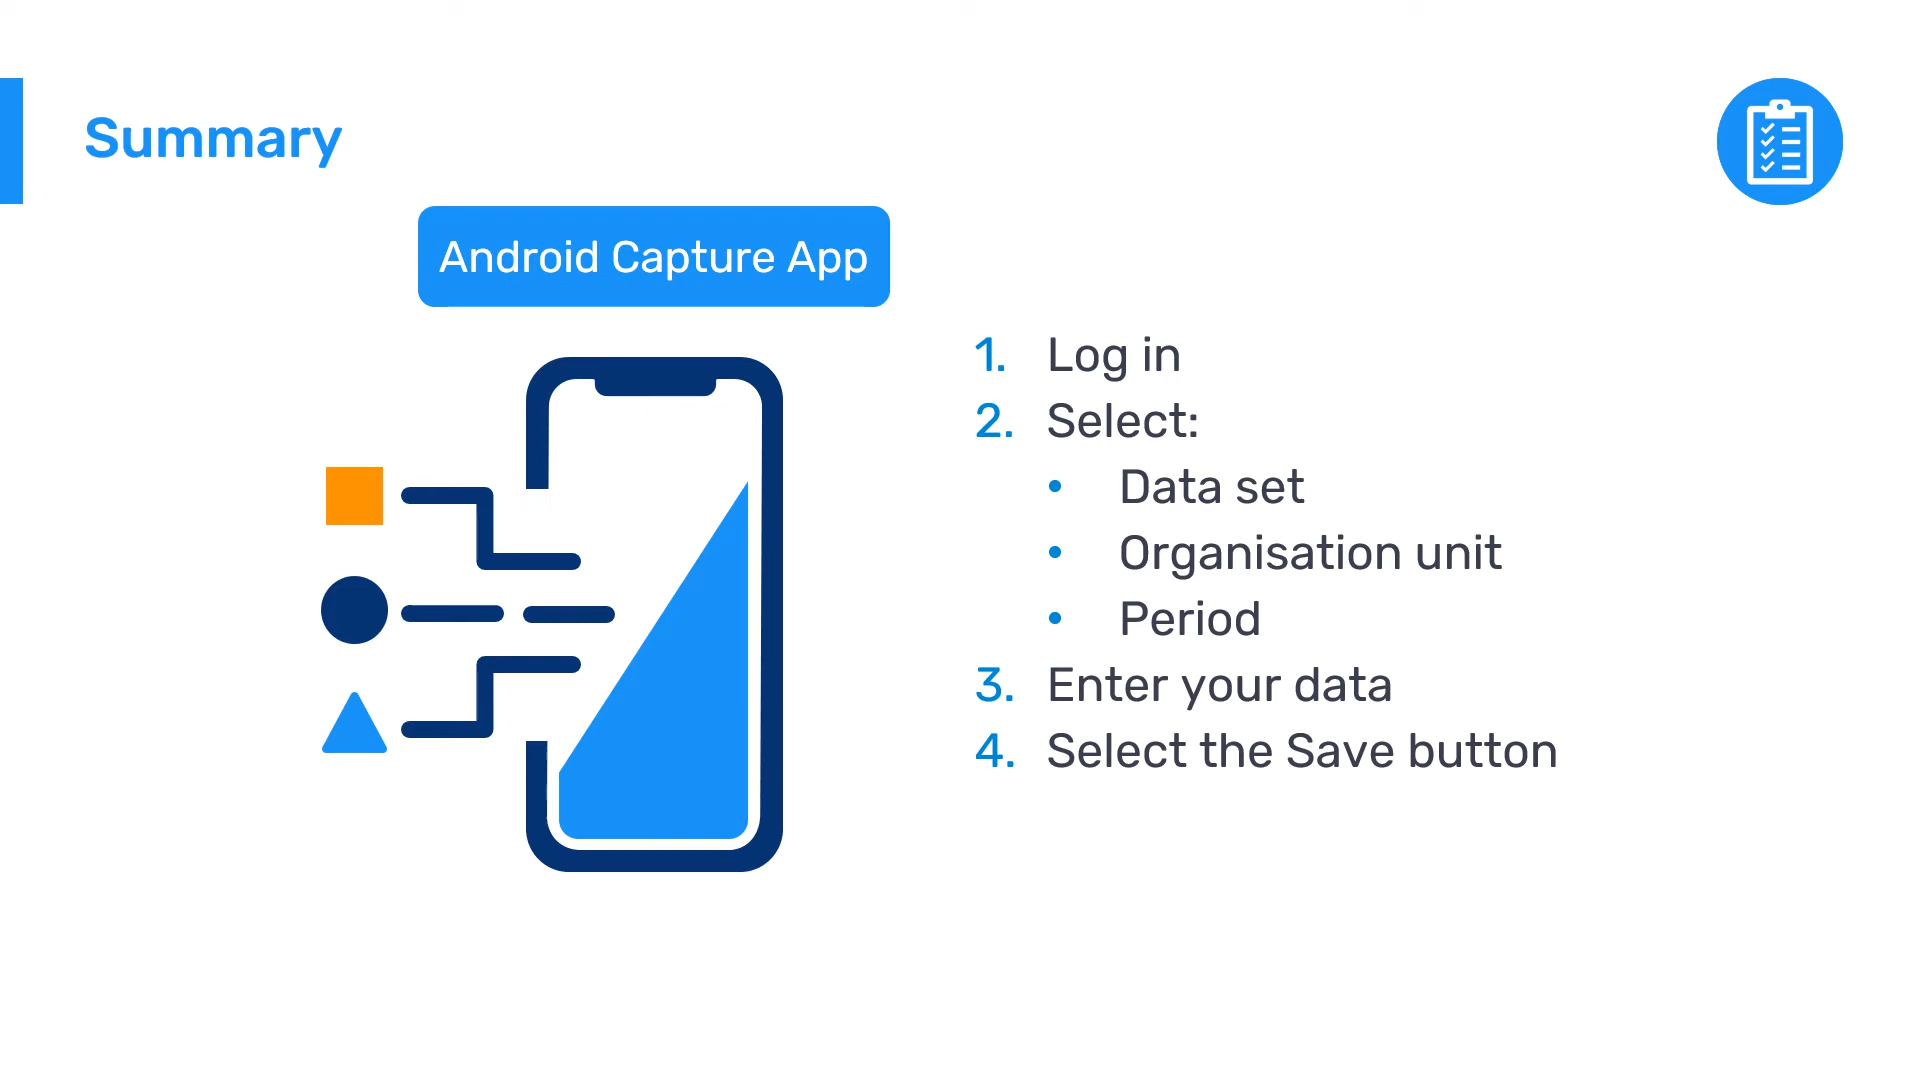 Summary
Android Capture App
1. Log in
2. Select:
• Data set
• Organisation unit
• Period
3. Enter your data
4. Select the Save button